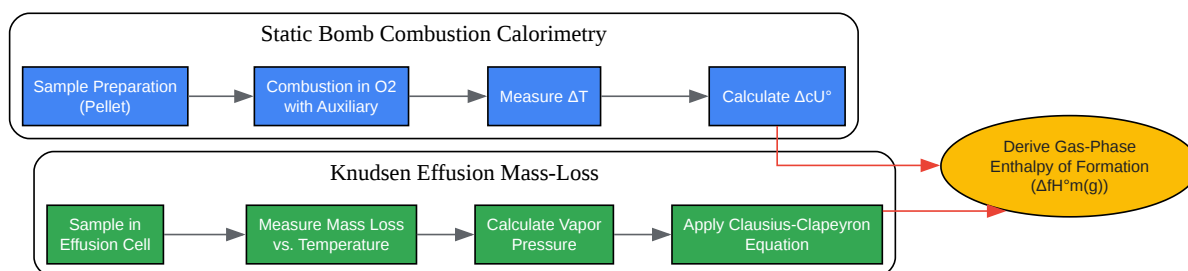 Static Bomb Combustion Calorimetry
Sample Preparation
(Pellet)
Combustion in O2
with Auxiliary
Measure ΔT
Calculate ΔcU°
Derive Gas-Phase
Enthalpy of Formation
(ΔfH°m(g))
Knudsen Effusion Mass-Loss
Sample in
Effusion Cell
Measure Mass Loss
vs. Temperature
Calculate Vapor
Pressure
Apply Clausius-Clapeyron
Equation